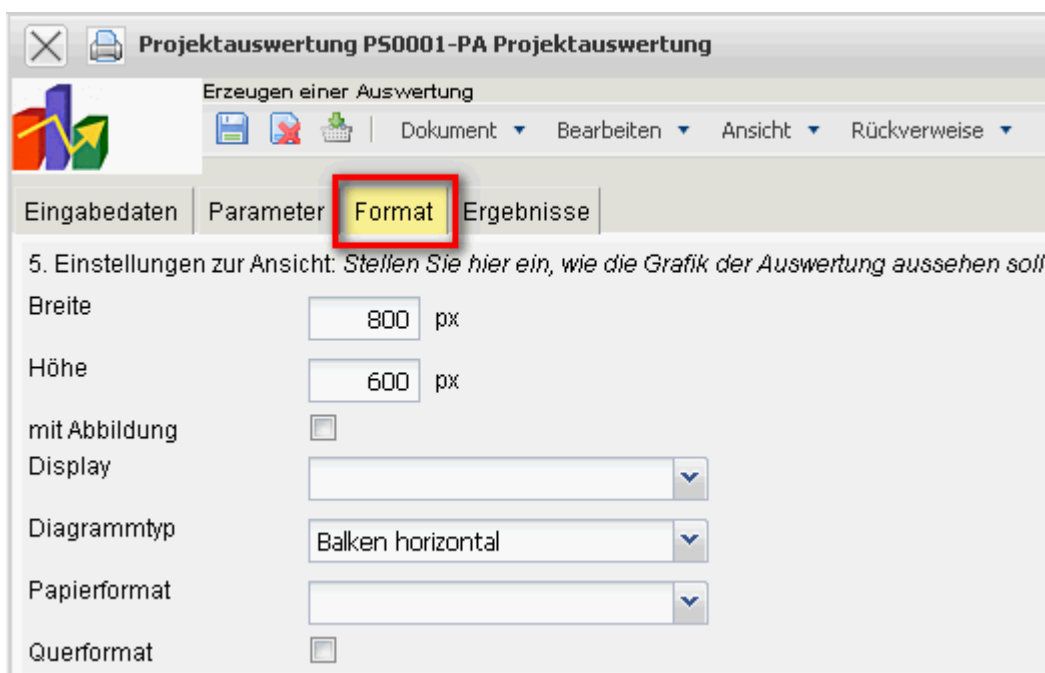 Projektauswertung PS0001-PA Projektauswertung
Erzeugen einer Auswertung
Dokument Bearbeiten Ansicht Rückverweise
Eingabedaten Parameter Format Ergebnisse
5. Einstellungen zur Ansicht: Stellen Sie hier ein, wie die Grafik der Auswertung aussehen soll
Breite 800 px
Höhe 600 px
mit Abbildung
Display
Diagrammtyp Balken horizontal
Papierformat
Querformat